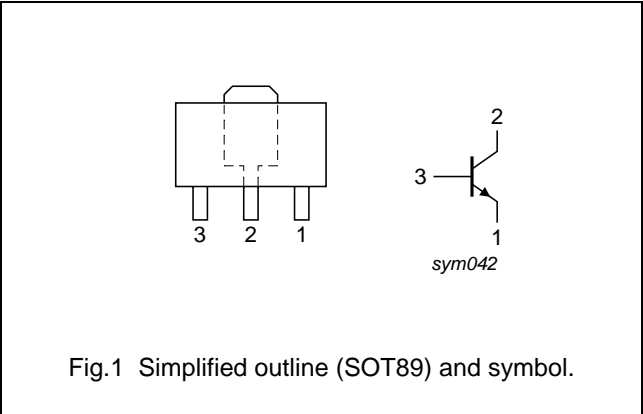 2
3
3 2 1
1
sym042
Fig.1 Simplified outline (SOT89) and symbol.